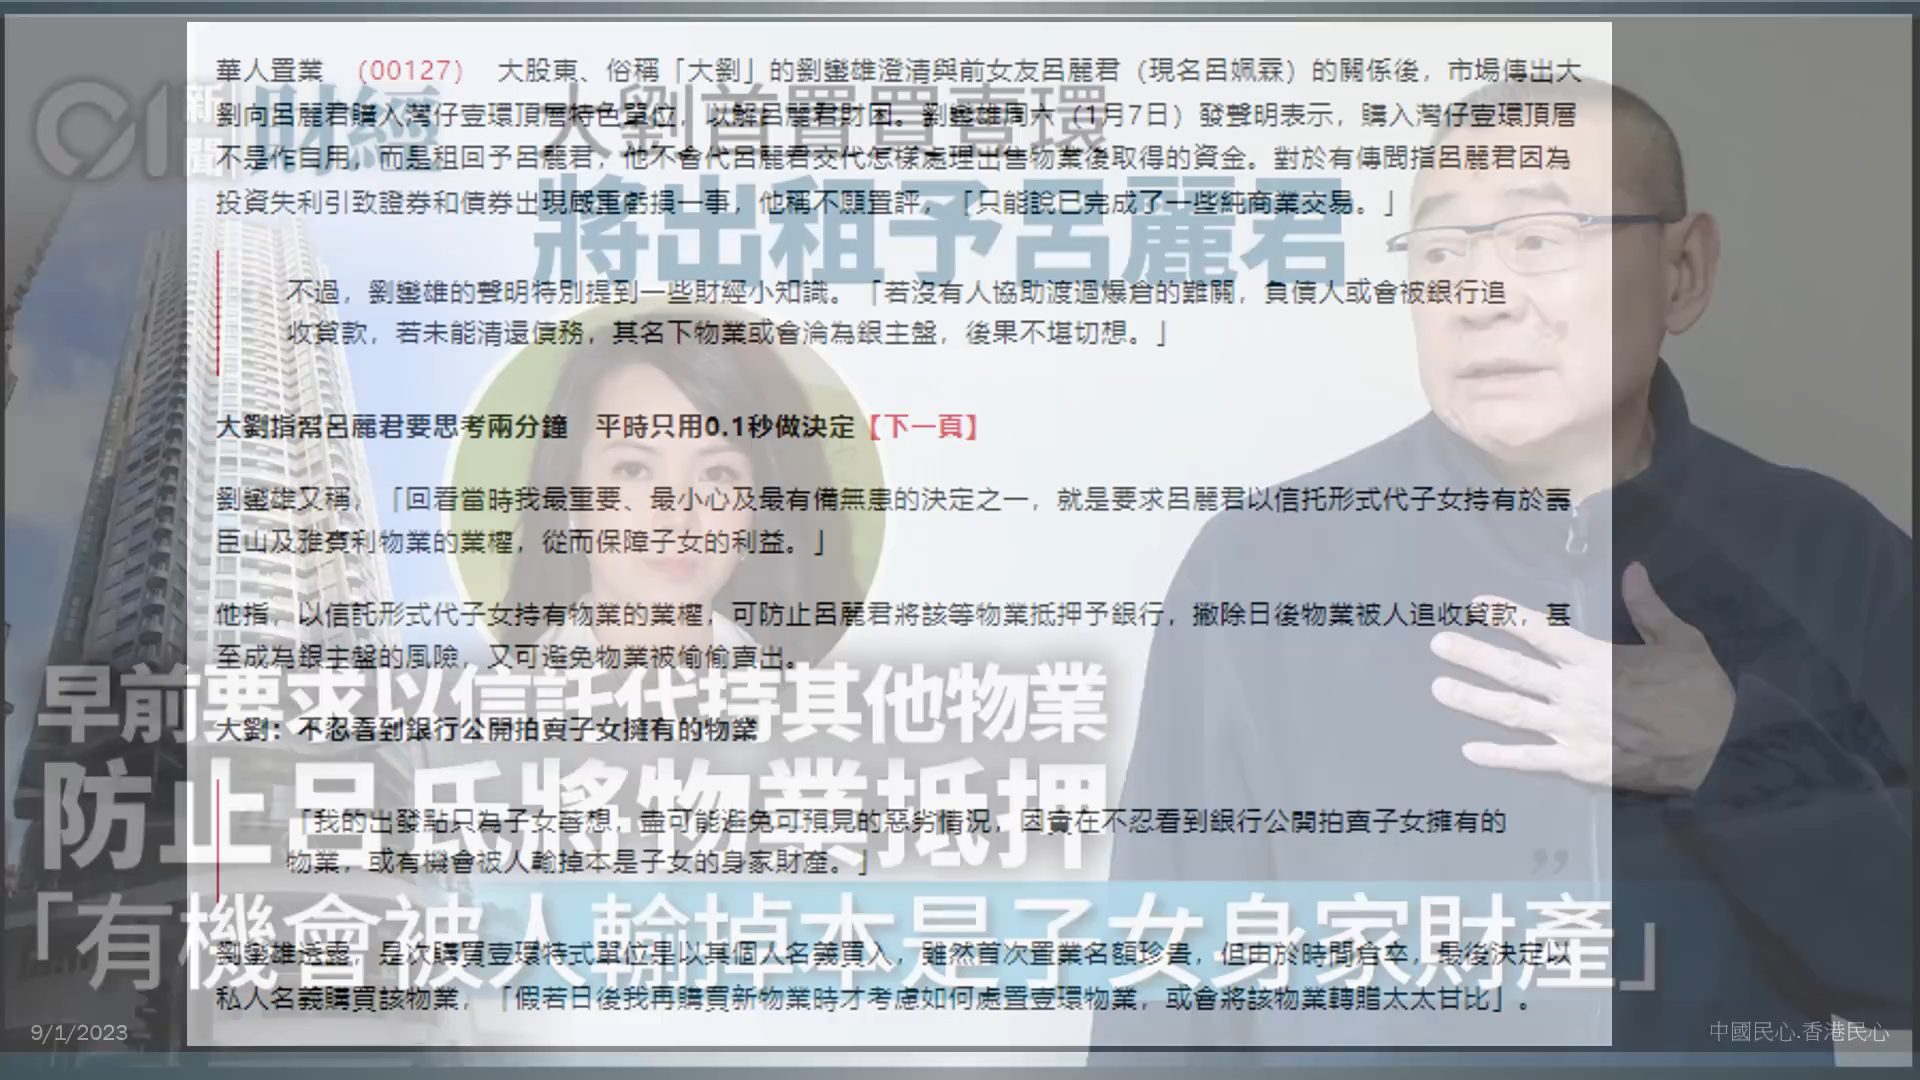 華人置業 （00127） 大股東、俗稱「大劉」的劉鑾雄澄清與前女友呂麗君（現名呂姵霖）的關係後，市場傳出大
劉向呂麗君購入灣仔壹環頂層特色單位，以解呂麗君財困。劉鑾雄周六（1月7日）發聲明表示，購入灣仔壹環頂層
不是作自用，而是租回予呂麗君，他不會代呂麗君交代怎樣處理出售物業後取得的資金。對於有傳聞指呂麗君因為
投資失利引致證券和債券出現嚴重虧損一事，他稱不願置評，「只能說已完成了一些純商業交易。」
01 新聞 財經
大劉首買買壹環
將出租予呂麗君
不過，劉鑾雄的聲明特別提到一些財經小知識。「若沒有人協助渡過爆倉的難關，負債人或會被銀行追
收貸款，若未能清還債務，其名下物業或會淪為銀主盤，後果不堪切想。」
大劉指幫呂麗君要思考兩分鐘 平時只用0.1秒做決定【下一頁】
劉鑾雄又稱，「回看當時我最重要、最小心及最有備無患的決定之一，就是要求呂麗君以信托形式代子女持有於壽
臣山及雅賓利物業的業權，從而保障子女的利益。」
他指，以信託形式代子女持有物業的業權，可防止呂麗君將該等物業抵押予銀行，撇除日後物業被人追收貸款，甚
至成為銀主盤的風險，又可避免物業被偷偷賣出。
早前要求以信託代持其他物業
大劉：不忍看到銀行公開拍賣子女擁有的物業
防止呂氏將物業抵押
「我的出發點只為子女著想，盡可能避免可預見的惡劣情況，因實在不忍看到銀行公開拍賣子女擁有的
物業，或有機會被人輸掉本是子女的身家財產。」
「有機會被人輸掉本是子女身家財產」
劉鑾雄透露，是次購買壹環特式單位是以其個人名義買入，雖然首次置業名額珍貴，但由於時間倉卒，最後決定以
私人名義購買該物業，「假若日後我再購買新物業時才考慮如何處置壹環物業，或會將該物業轉贈太太甘比」。
9/1/2023
中國民心.香港民心